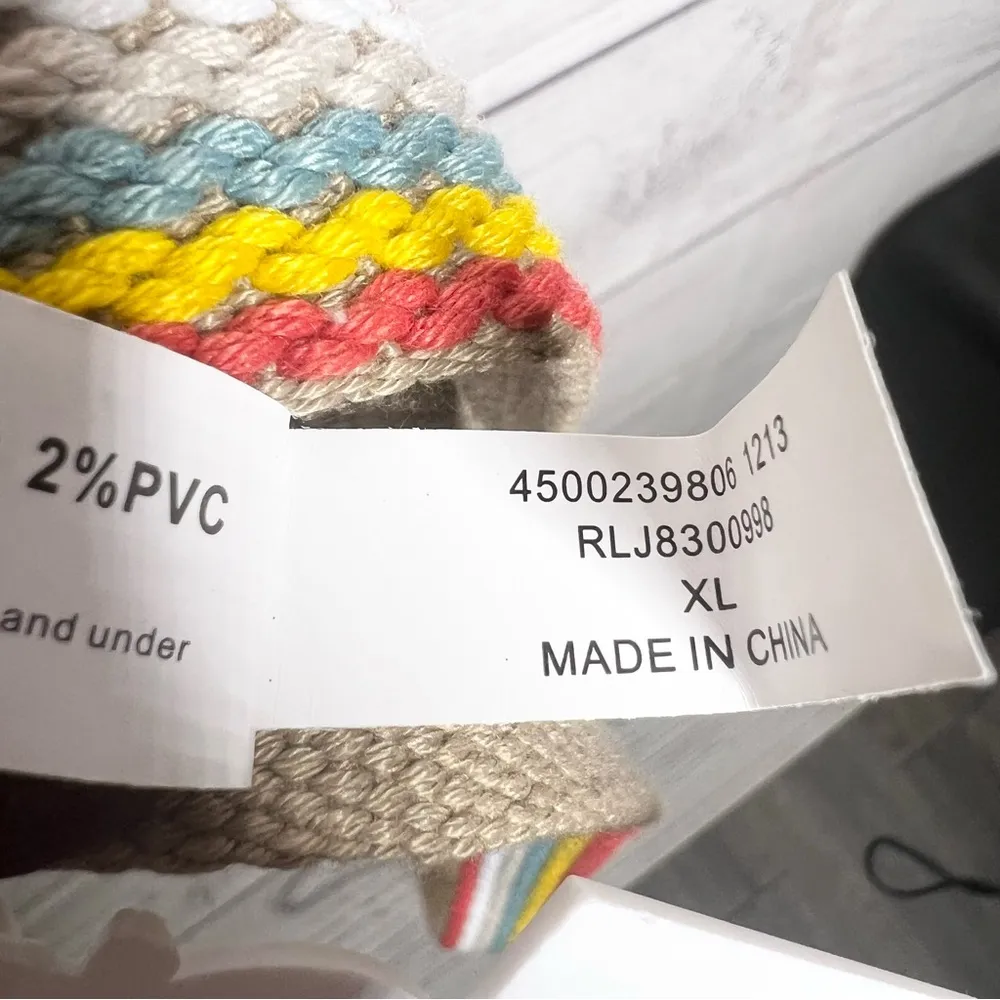 2%PVC
and under
4500239806 1213
RLJ8300998
XL
MADE IN CHINA